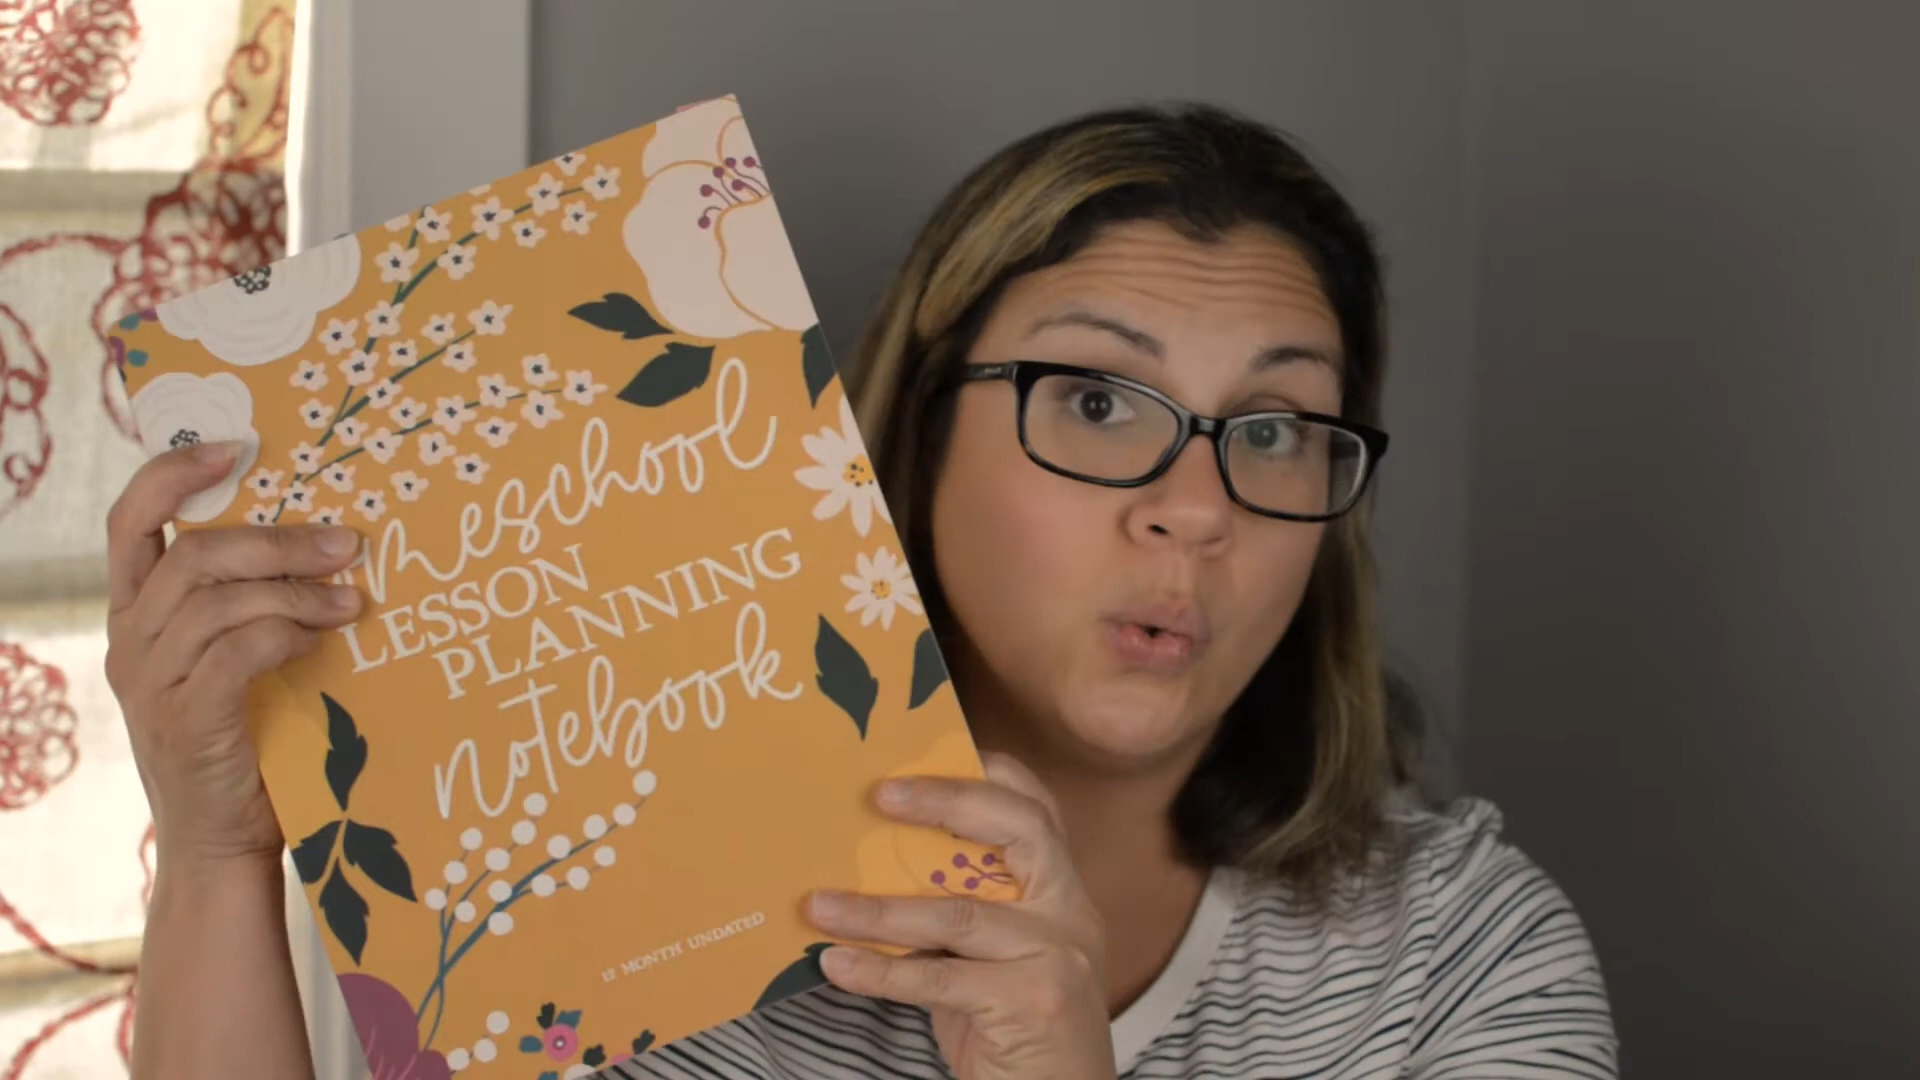 meschool
LESSON
PLANNING
notebook
12 MONTH UNDATED